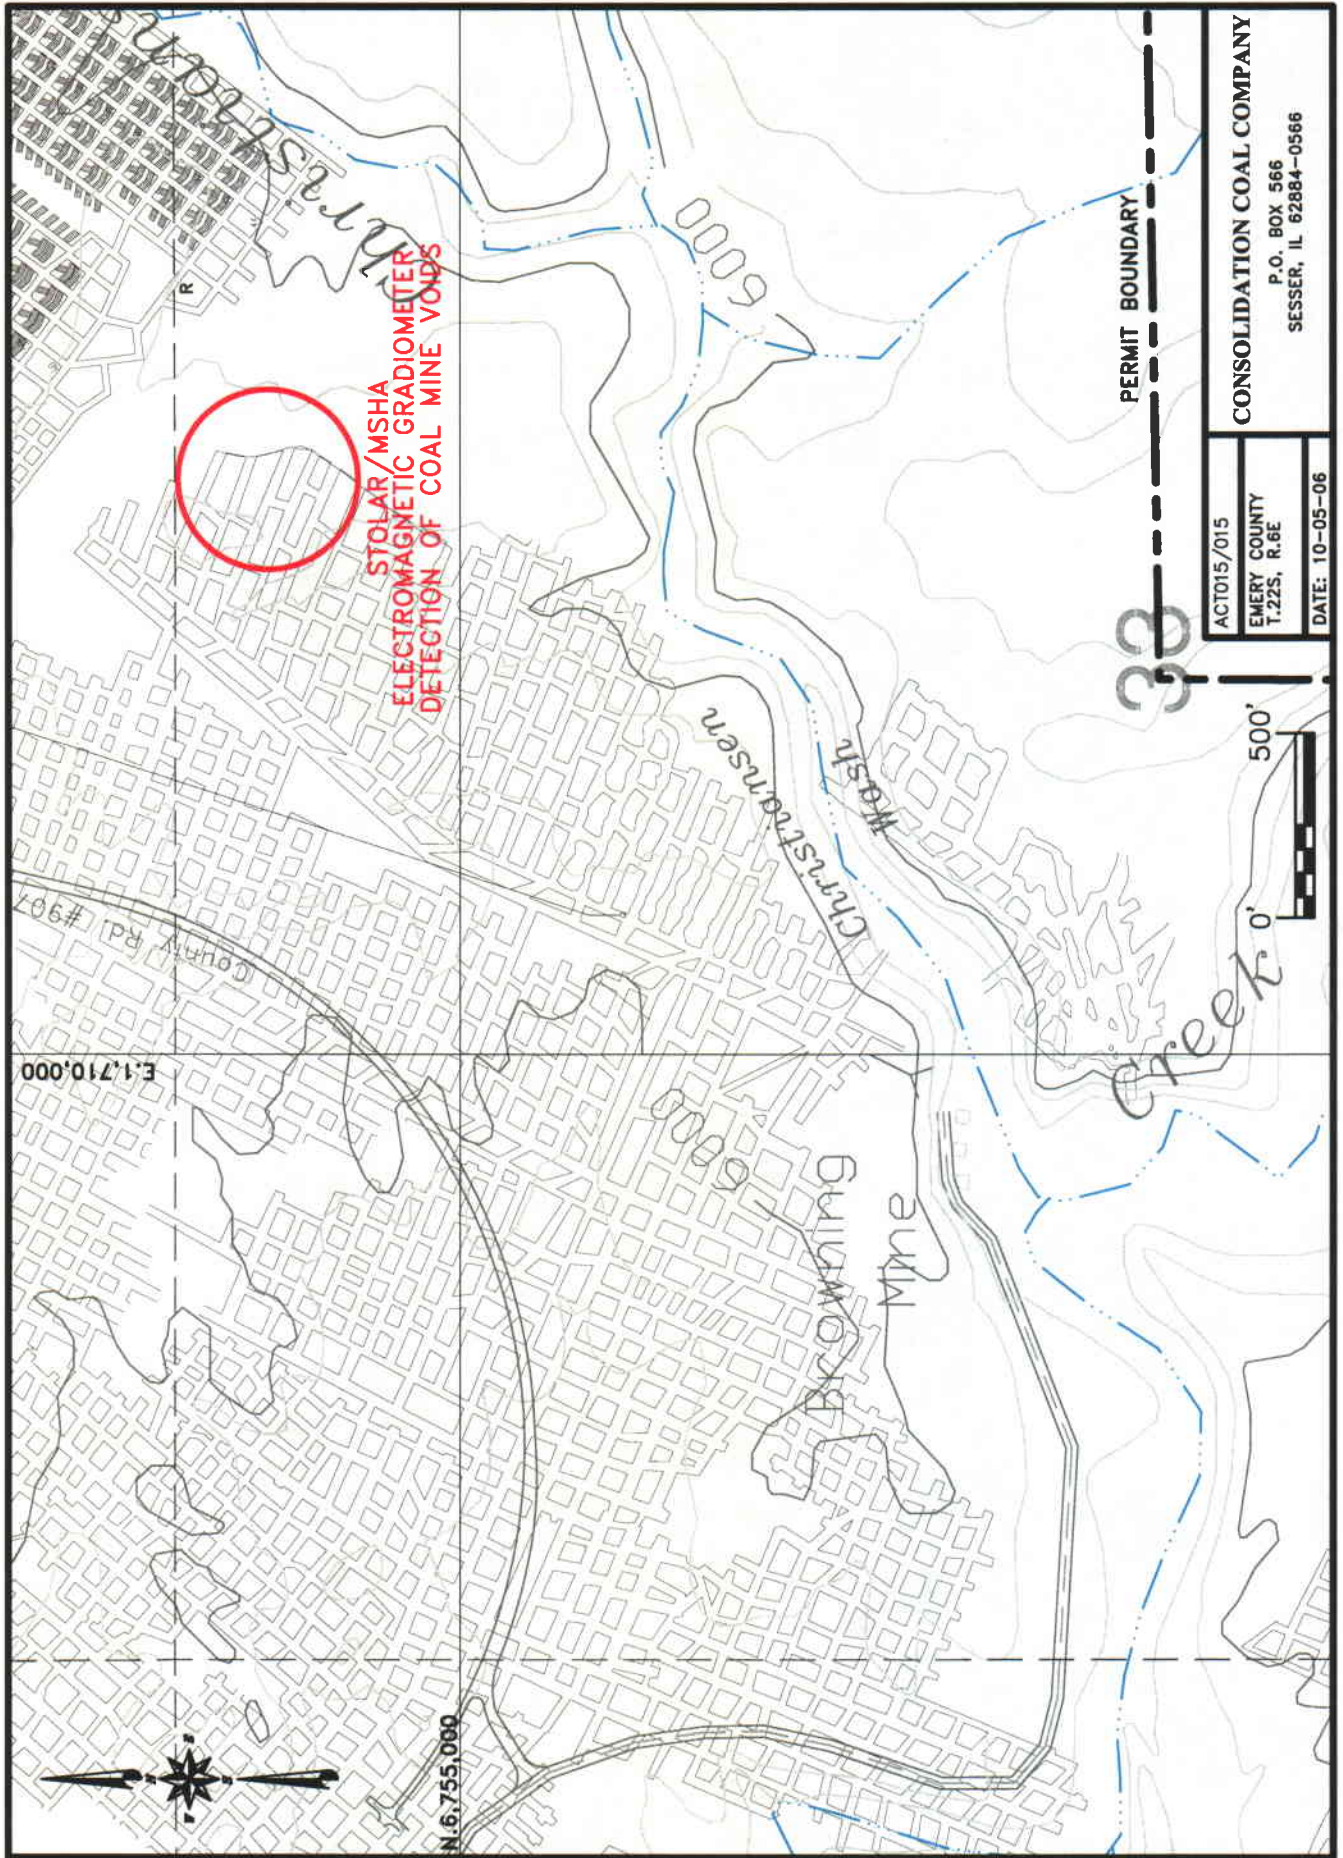 E.1,710,000
N.6,755,000
County Rd. #907
R
STOLAR/MSHA
ELECTROMAGNETIC GRADIOMETER
DETECTION OF COAL MINE VOIDS
6000
6000
Christiansen
Wash
Browning
Mine
Creek
33
PERMIT BOUNDARY
0' 500'
ACT015/015
EMERY COUNTY
T.22S, R.6E
DATE: 10-05-06
CONSOLIDATION COAL COMPANY
P.O. BOX 566
SESSER, IL 62884-0566